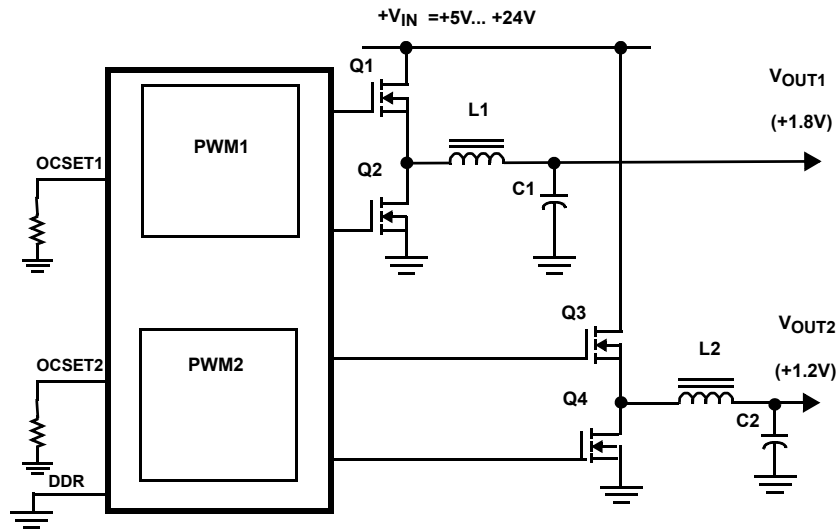 +VIN =+5V... +24V
Q1
VOUT1
L1
(+1.8V)
PWM1
OCSET1
Q2
C1
Q3
VOUT2
L2
OCSET2
PWM2
(+1.2V)
Q4
C2
DDR